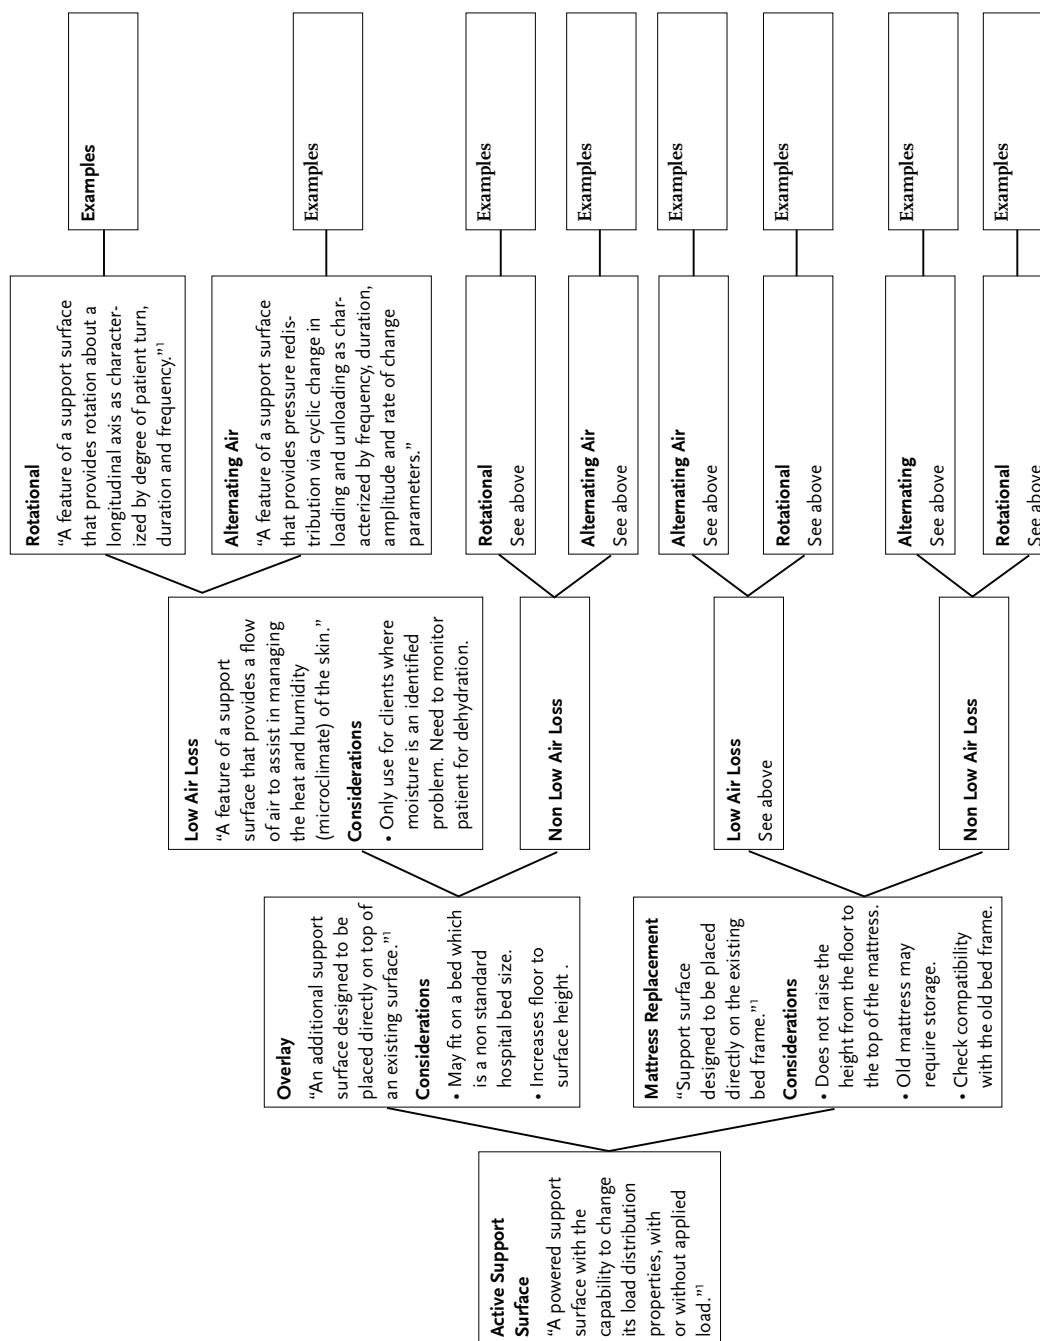 Active Support
Surface
“A powered support
surface with the
capability to change
its load distribution
properties, with
or without applied
load.”1
Overlay
“An additional support
surface designed to be
placed directly on top of
an existing surface.”1
Considerations
• May fit on a bed which
is a non standard
hospital bed size.
• Increases floor to
surface height .
Mattress Replacement
“Support surface
designed to be placed
directly on the existing
bed frame.”1
Considerations
• Does not raise the
height from the floor to
the top of the mattress.
• Old mattress may
require storage.
• Check compatibility
with the old bed frame.
Low Air Loss
“A feature of a support
surface that provides a flow
of air to assist in managing
the heat and humidity
(microclimate) of the skin.”
Considerations
• Only use for clients where
moisture is an identified
problem. Need to monitor
patient for dehydration.
Non Low Air Loss
Low Air Loss
See above
Non Low Air Loss
Rotational
“A feature of a support surface
that provides rotation about a
longitudinal axis as character-
ized by degree of patient turn,
duration and frequency.”1
Alternating Air
“A feature of a support surface
that provides pressure redis-
tribution via cyclic change in
loading and unloading as char-
acterized by frequency, duration,
amplitude and rate of change
parameters.”
Rotational
See above
Alternating Air
See above
Alternating Air
See above
Rotational
See above
Alternating
See above
Rotational
See above
Examples
Examples
Examples
Examples
Examples
Examples
Examples
Examples